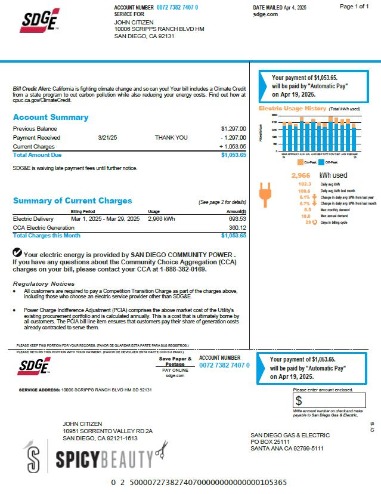 SDGE
ACCOUNT NUMBER 0072 7382 7407 0
DATE MAILED Apr 4, 2025
Page 1 of 1
SERVICE FOR
sdge.com
JOHN CITIZEN
10009 SCRIPPS RANCH BLVD HM
SAN DIEGO, CA 92131
Bill Credit Alert: California is fighting climate change and so can you! Your bill includes a Climate Credit
from a state program to cut carbon pollution while also reducing your energy costs. Find out how at
cpuc.ca.gov/ClimateCredit.
Your payment of $1,053.65.
will be paid by "Automatic Pay"
on Apr 19, 2025.
Account Summary
Previous Balance $1,297.00
Payment Received 3/21/25 THANK YOU - 1,297.00
Current Charges + 1,053.65
Total Amount Due $1,053.65
SDG&E is waiving late payment fees until further notice.
Electric Usage History (Total kWh used)
On-Peak Off-Peak
2,966 kWh used
Daily avg kWh
Days in billing cycle
Summary of Current Charges (See page 2 for details)
Billing Period Usage Amount($)
Electric Delivery Mar 1, 2025 - Mar 29, 2025 2,966 kWh 693.53
CCA Electric Generation 360.12
Total Charges this Month $1,053.65
Your electric energy is provided by SAN DIEGO COMMUNITY POWER .
If you have any questions about the Community Choice Aggregation (CCA)
charges on your bill, please contact your CCA at 1-888-382-0169.
Regulatory Notices
• All customers are required to pay a Competition Transition Charge as part of the charges above,
including those who choose an electric service provider other than SDG&E.
• Power Charge Indifference Adjustment (PCIA) comprises the above market cost of the Utility's
existing procurement portfolio and is calculated annually. This is a cost that is ultimately borne by
all customers. The PCIA bill line item ensures that customers pay their share of generation costs
already contracted to serve them.
SDGE
Save Paper &
Postage
PAY ONLINE
sdge.com
ACCOUNT NUMBER
0072 7382 7407 0
Your payment of $1,053.65.
will be paid by "Automatic Pay"
on Apr 19, 2025.
SERVICE ADDRESS: 10009 SCRIPPS RANCH BLVD HM SD 92131
Please enter amount enclosed.
$
Write account number on check and make
payable to San Diego Gas & Electric.
JOHN CITIZEN
10951 SORRENTO VALLEY RD 2A
SAN DIEGO, CA 92121-1613
SAN DIEGO GAS & ELECTRIC
PO BOX 25111
SANTA ANA CA 92799-5111
SPICYBEAUTY